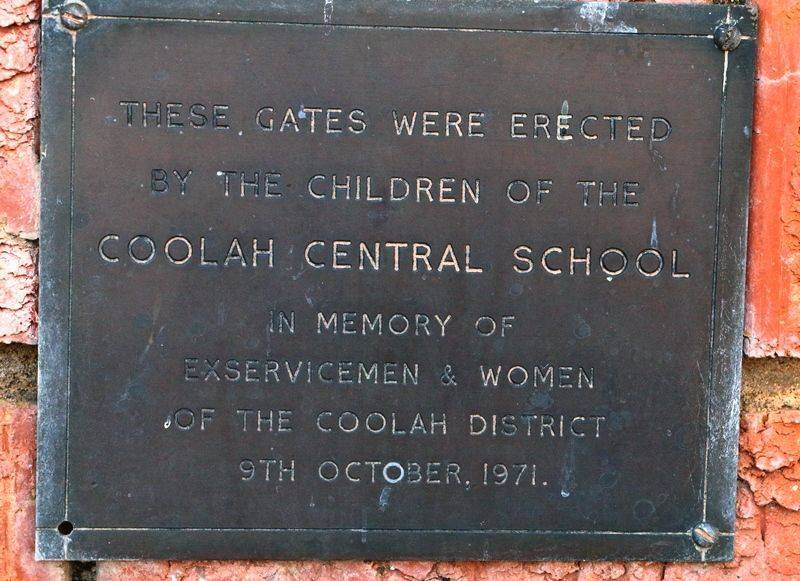 THESE GATES WERE ERECTED
BY THE CHILDREN OF THE
COOLAH CENTRAL SCHOOL
IN MEMORY OF
EXSERVICEMEN & WOMEN
OF THE COOLAH DISTRICT
9TH OCTOBER, 1971.